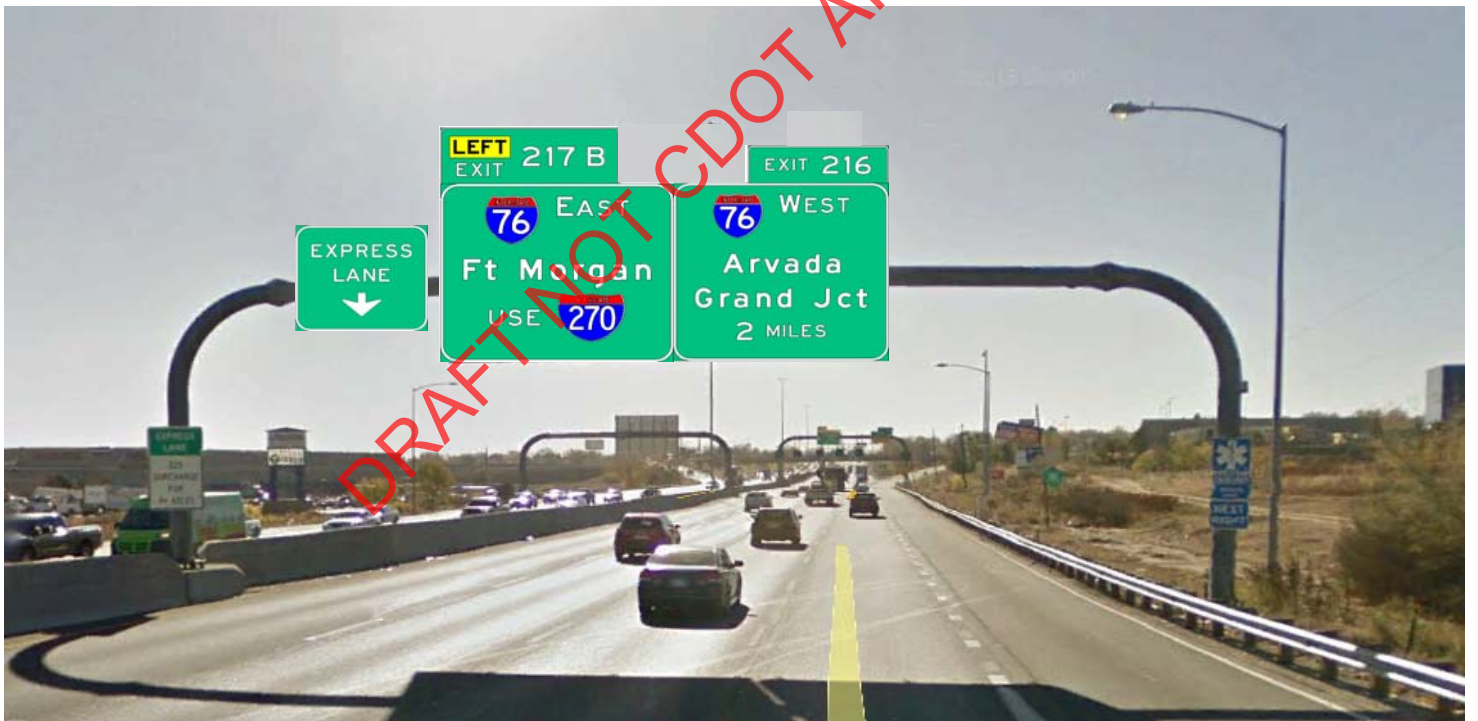 DRAFT NOT CDOT A
LEFT
EXIT 217 B
76 EAST
Ft Morgan
USE 270
EXIT 216
76 WEST
Arvada
Grand Jct
2 MILES
EXPRESS
LANE
EXPRESS
LANE
NEXT
RIGHT